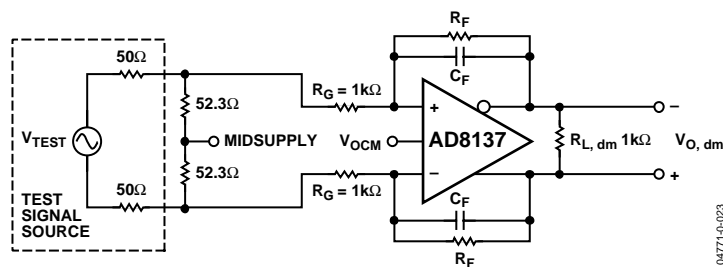 50Ω
V_TEST
50Ω
TEST
SIGNAL
SOURCE
52.3Ω
MIDSUPPLY
52.3Ω
R_G = 1kΩ
V_OCM
R_G = 1kΩ
R_F
C_F
+
AD8137
−
C_F
R_F
R_L, dm 1kΩ
−
V_O, dm
+
04771-0-023